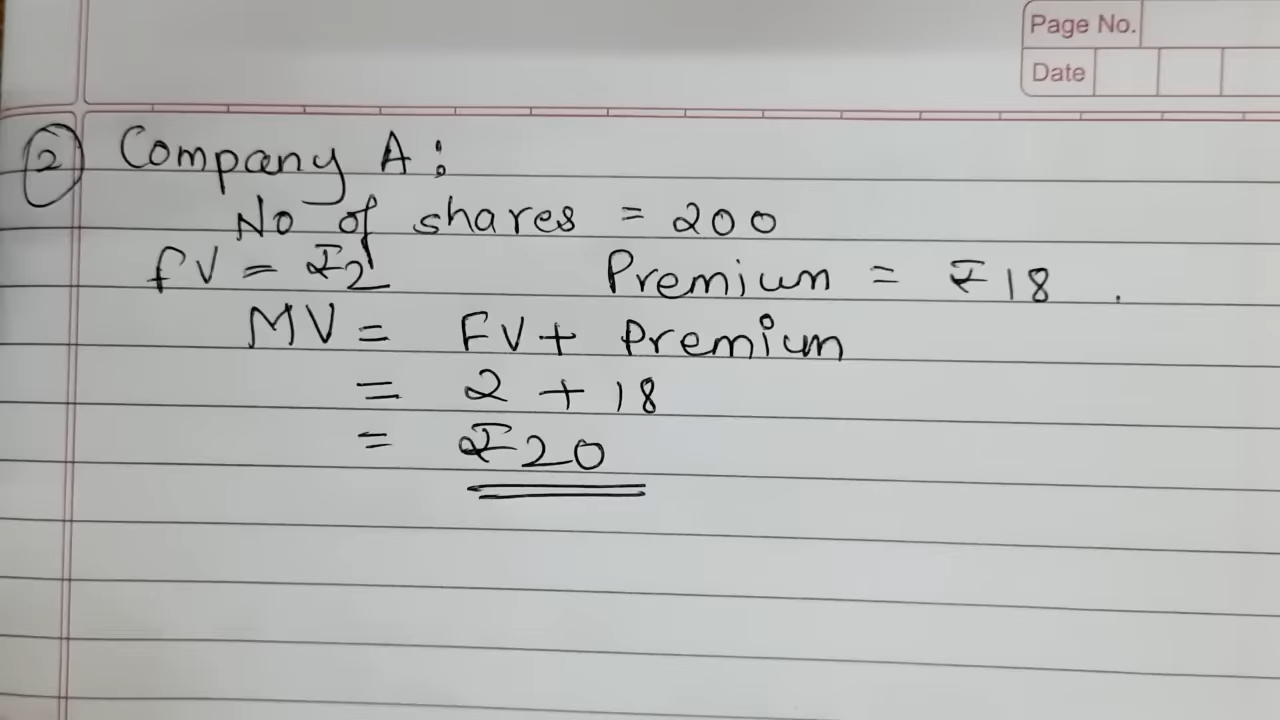 Page No.
Date
② Company A:
No of shares = 200
FV = ₹2 Premium = ₹18.
MV = FV + Premium
= 2 + 18
= ₹20